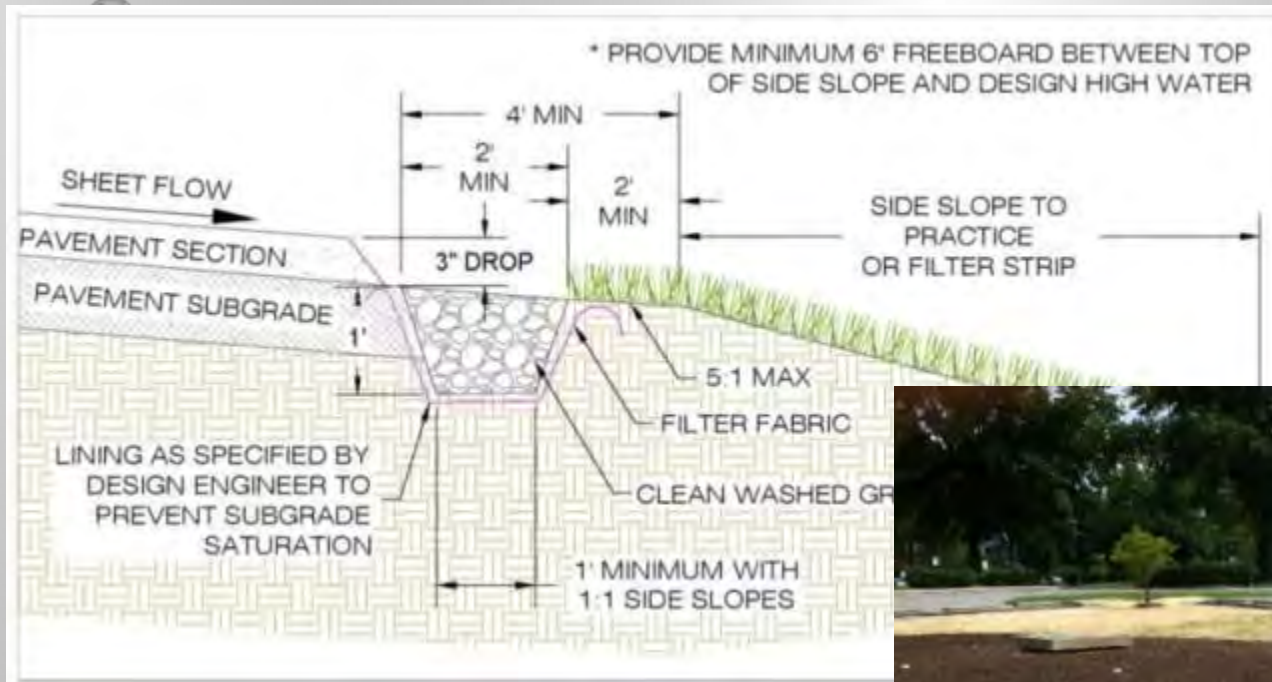 * PROVIDE MINIMUM 6' FREEBOARD BETWEEN TOP
OF SIDE SLOPE AND DESIGN HIGH WATER
4' MIN
2'
MIN
SHEET FLOW
2'
MIN
SIDE SLOPE TO
PRACTICE
OR FILTER STRIP
PAVEMENT SECTION
3" DROP
PAVEMENT SUBGRADE
1'
5:1 MAX
FILTER FABRIC
LINING AS SPECIFIED BY
DESIGN ENGINEER TO
PREVENT SUBGRADE
SATURATION
CLEAN WASHED GR
1' MINIMUM WITH
1:1 SIDE SLOPES